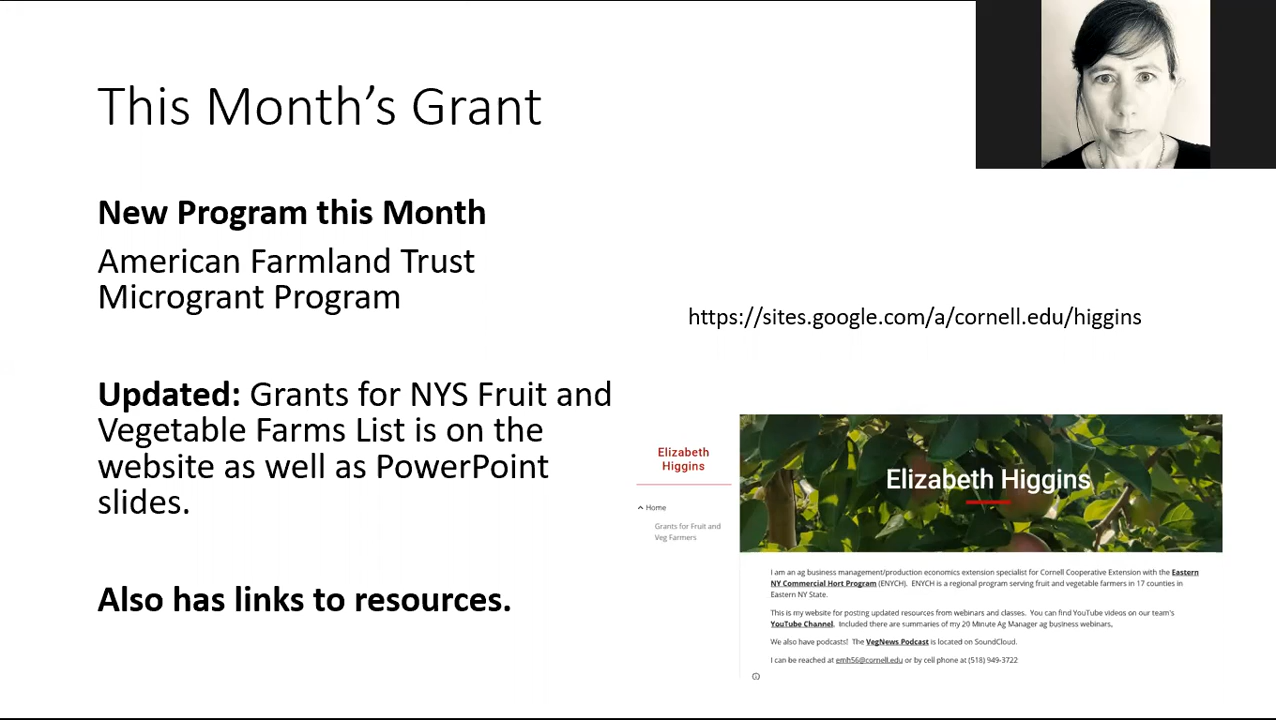 This Month's Grant
New Program this Month
American Farmland Trust
Microgrant Program
https://sites.google.com/a/cornell.edu/higgins
Updated: Grants for NYS Fruit and
Vegetable Farms List is on the
website as well as PowerPoint
slides.
Also has links to resources.
Elizabeth
Higgins
Home
Grants for Fruit and
Veg Farmers
Elizabeth Higgins
I am an ag business management/production economics extension specialist for Cornell Cooperative Extension with the Eastern
NY Commercial Hort Program (ENYCH). ENYCH is a regional program serving fruit and vegetable farmers in 17 counties in
Eastern NY State.
This is my website for posting updated resources from webinars and classes. You can find YouTube videos on our team's
YouTube Channel. Included there are summaries of my 20 Minute Ag Manager ag business webinars.
We also have podcasts! The VegNews Podcast is located on SoundCloud.
I can be reached at emh56@cornell.edu or by cell phone at (518) 949-3722